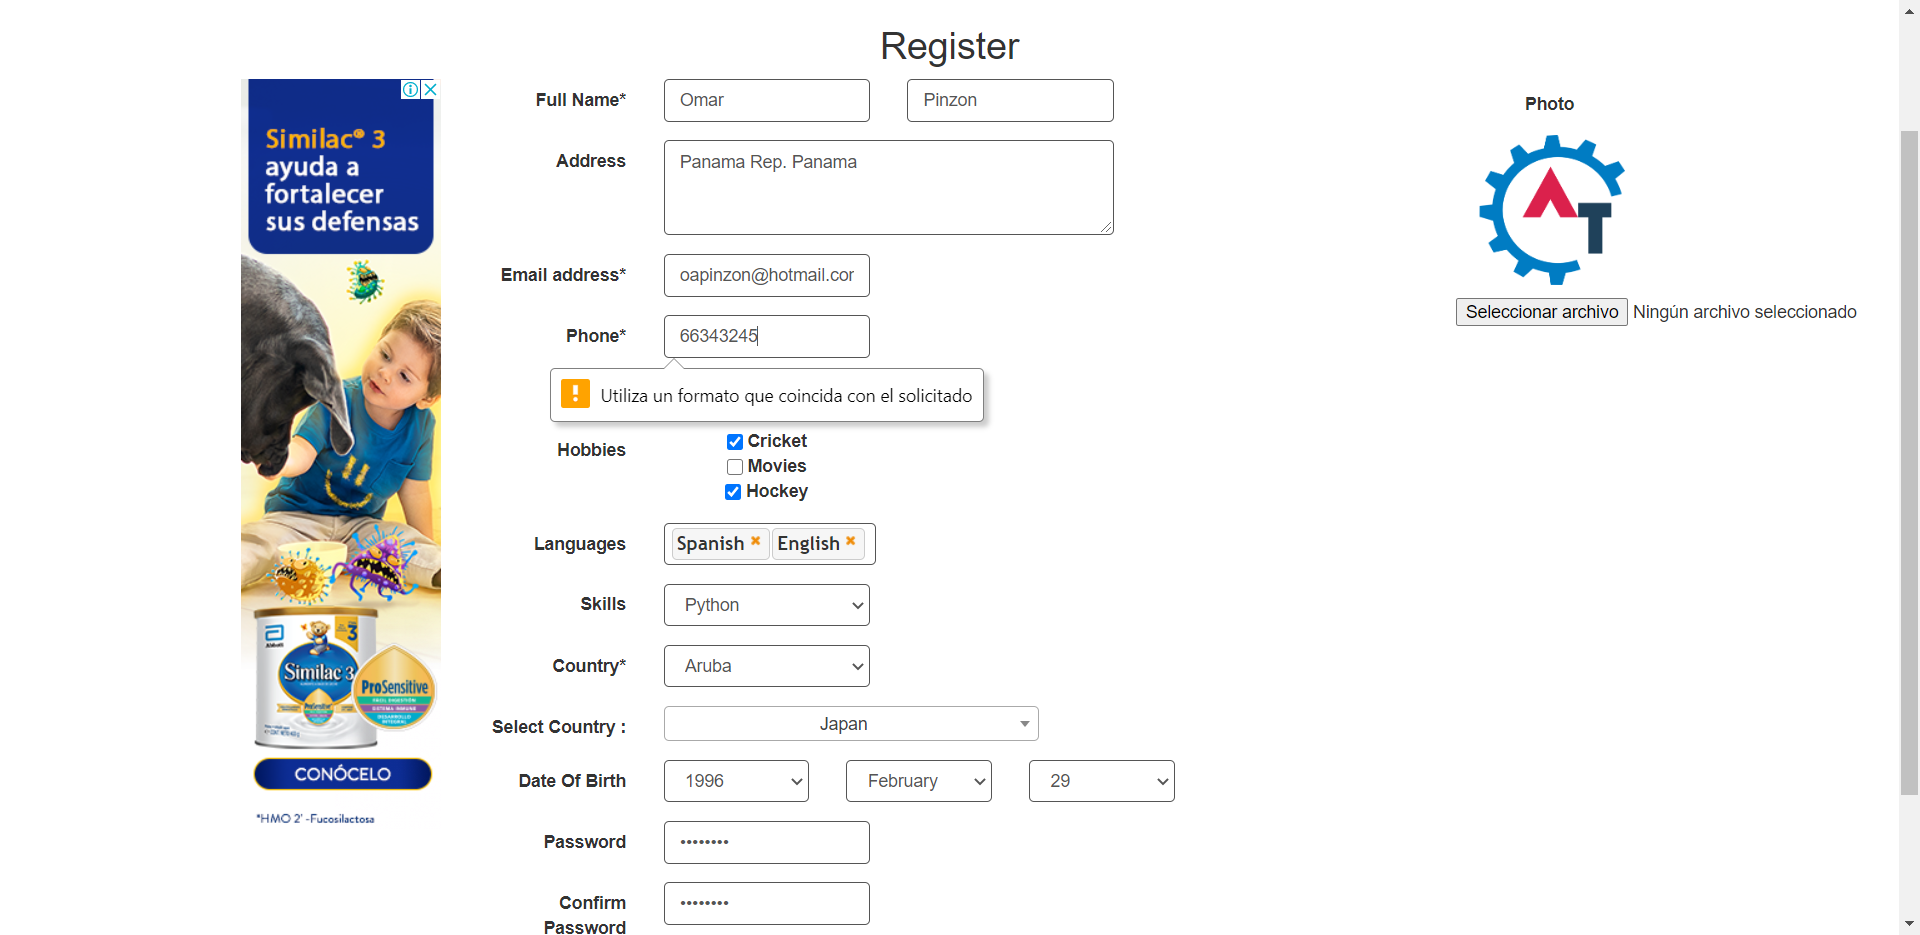 Register
Similac® 3
ayuda a
fortalecer
sus defensas
Abbott
3
Similac 3
ProSensitive
CONÓCELO
*HMO 2' -Fucosilactosa
Full Name* Omar Pinzon
Address Panama Rep. Panama
Email address* oapinzon@hotmail.cor
Phone* 66343245
! Utiliza un formato que coincida con el solicitado
Hobbies Cricket
Movies
Hockey
Languages Spanish English
Skills Python
Country* Aruba
Select Country : Japan
Date Of Birth 1996 February 29
Password ••••••••
Confirm
Password ••••••••
Photo
AT
Seleccionar archivo Ningún archivo seleccionado